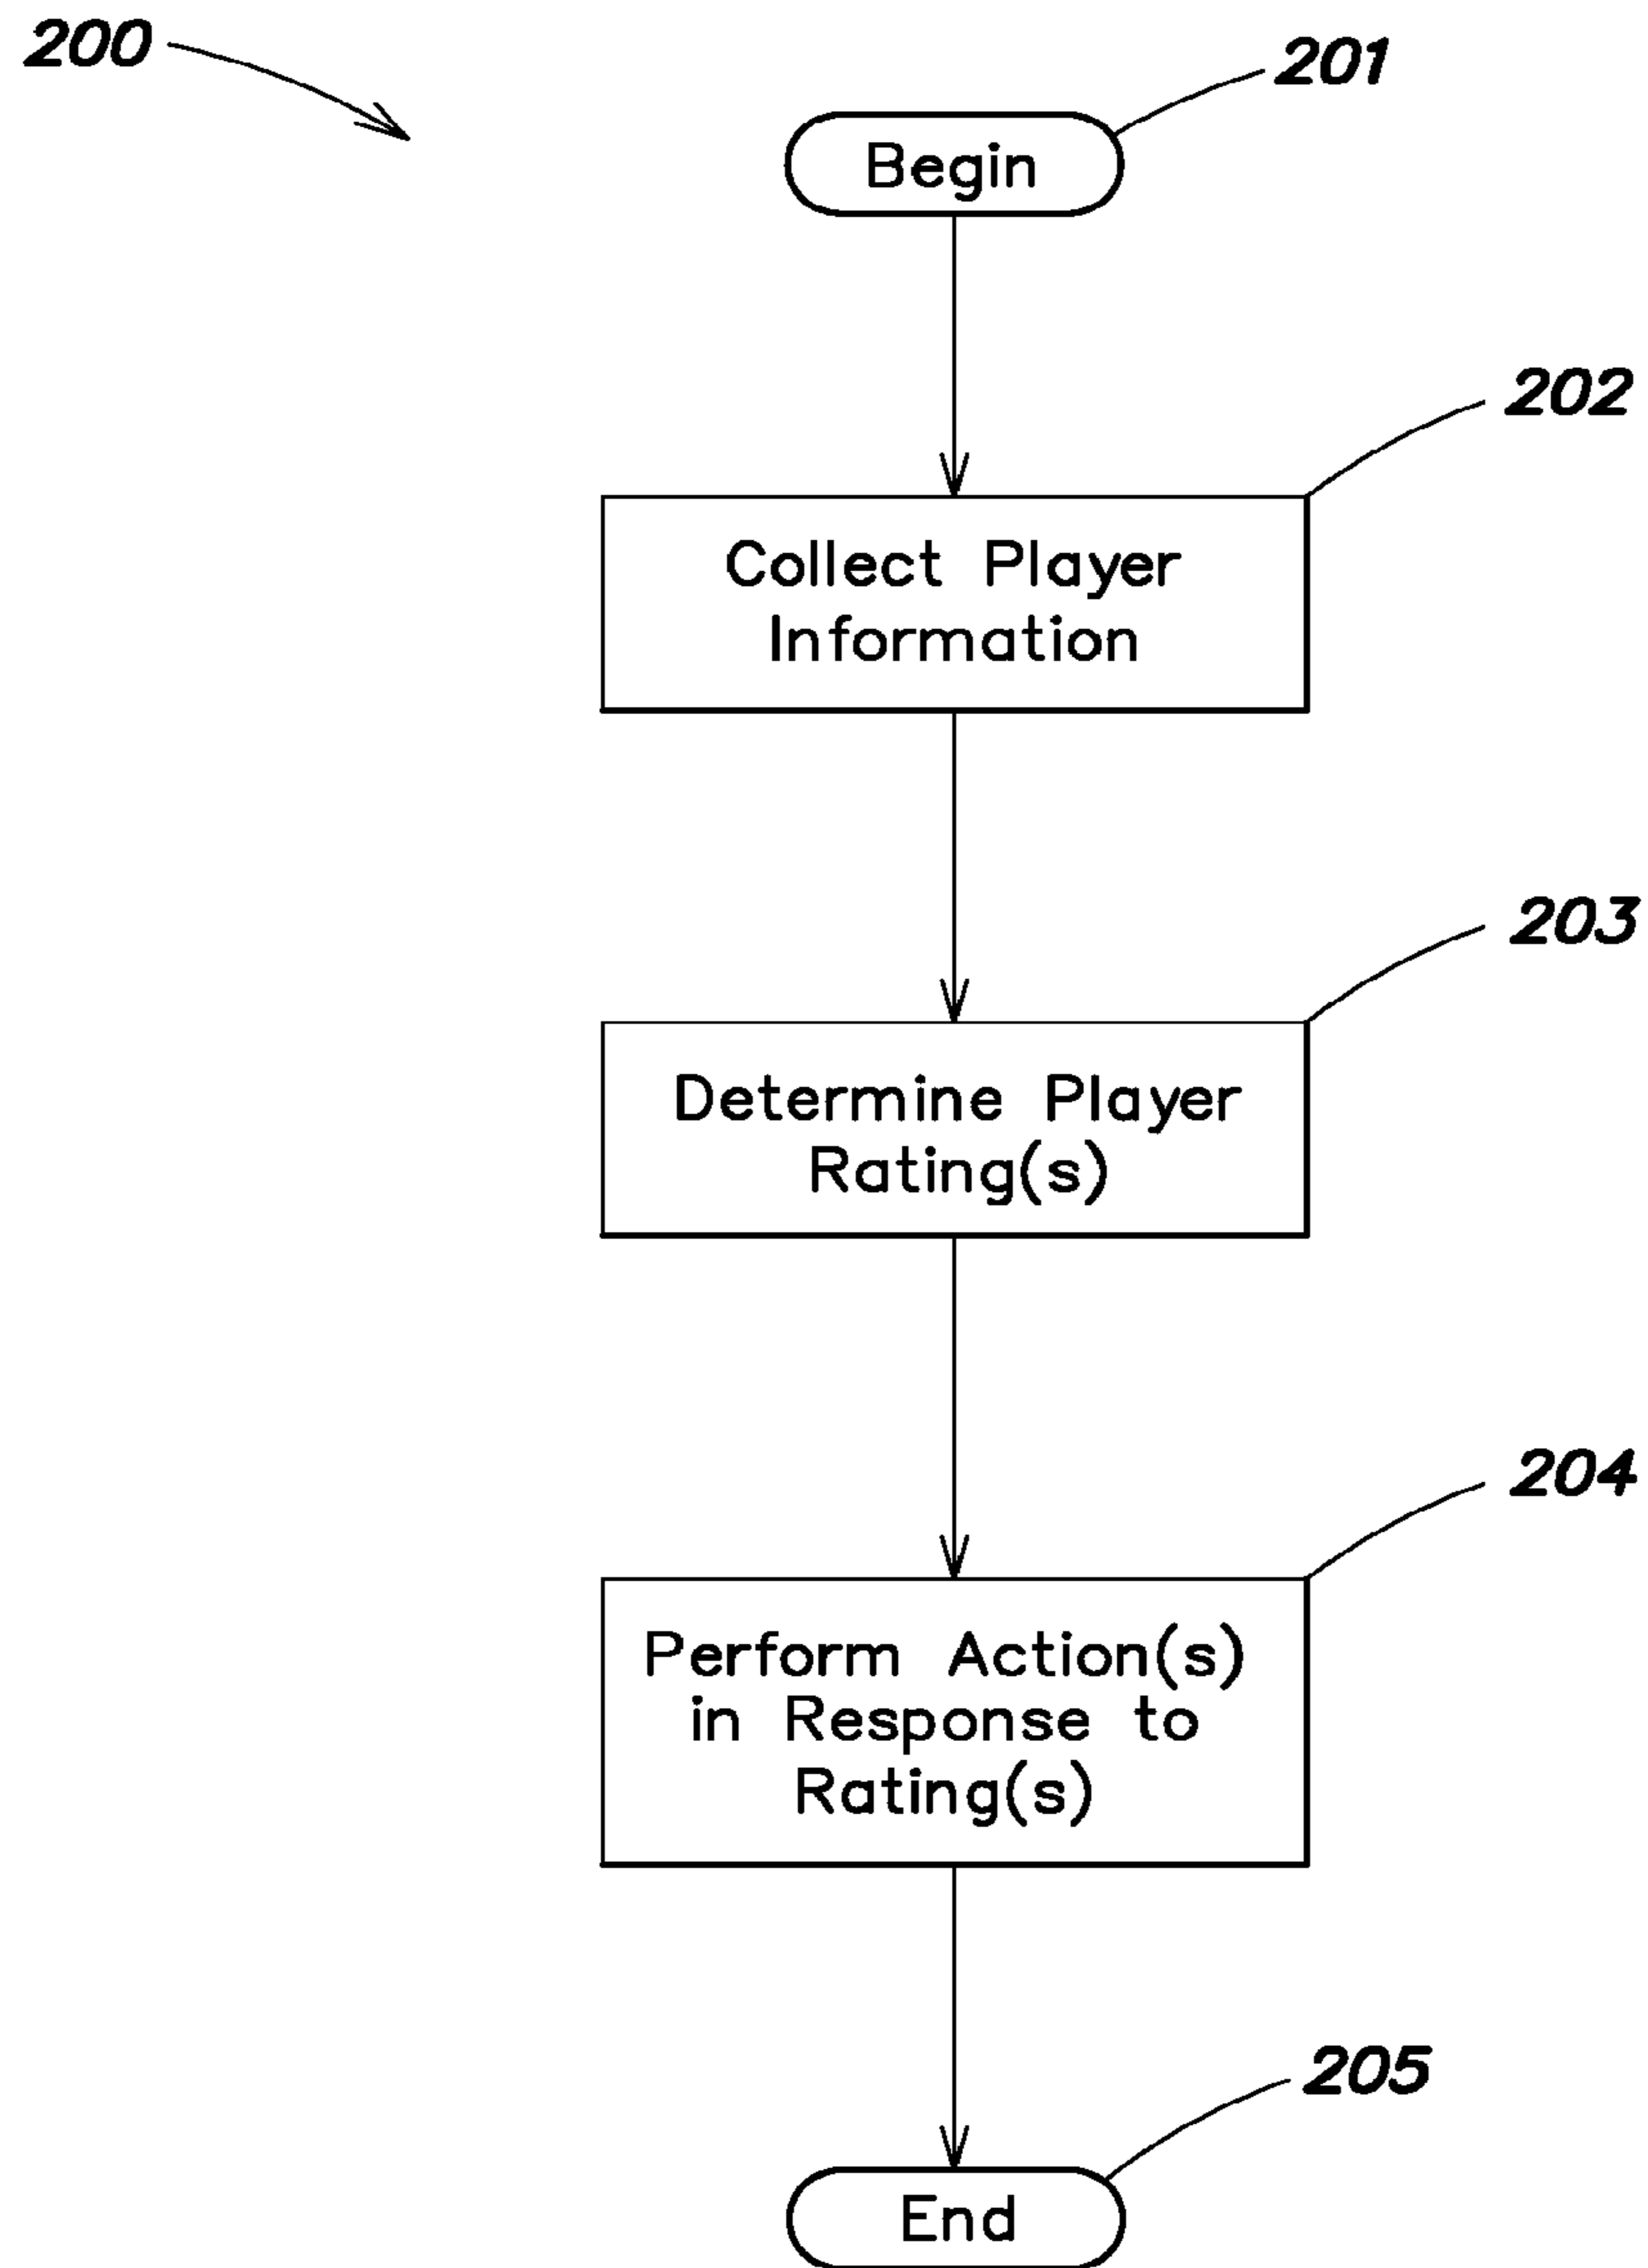 200
201
Begin
202
Collect Player
Information
203
Determine Player
Rating(s)
204
Perform Action(s)
in Response to
Rating(s)
205
End